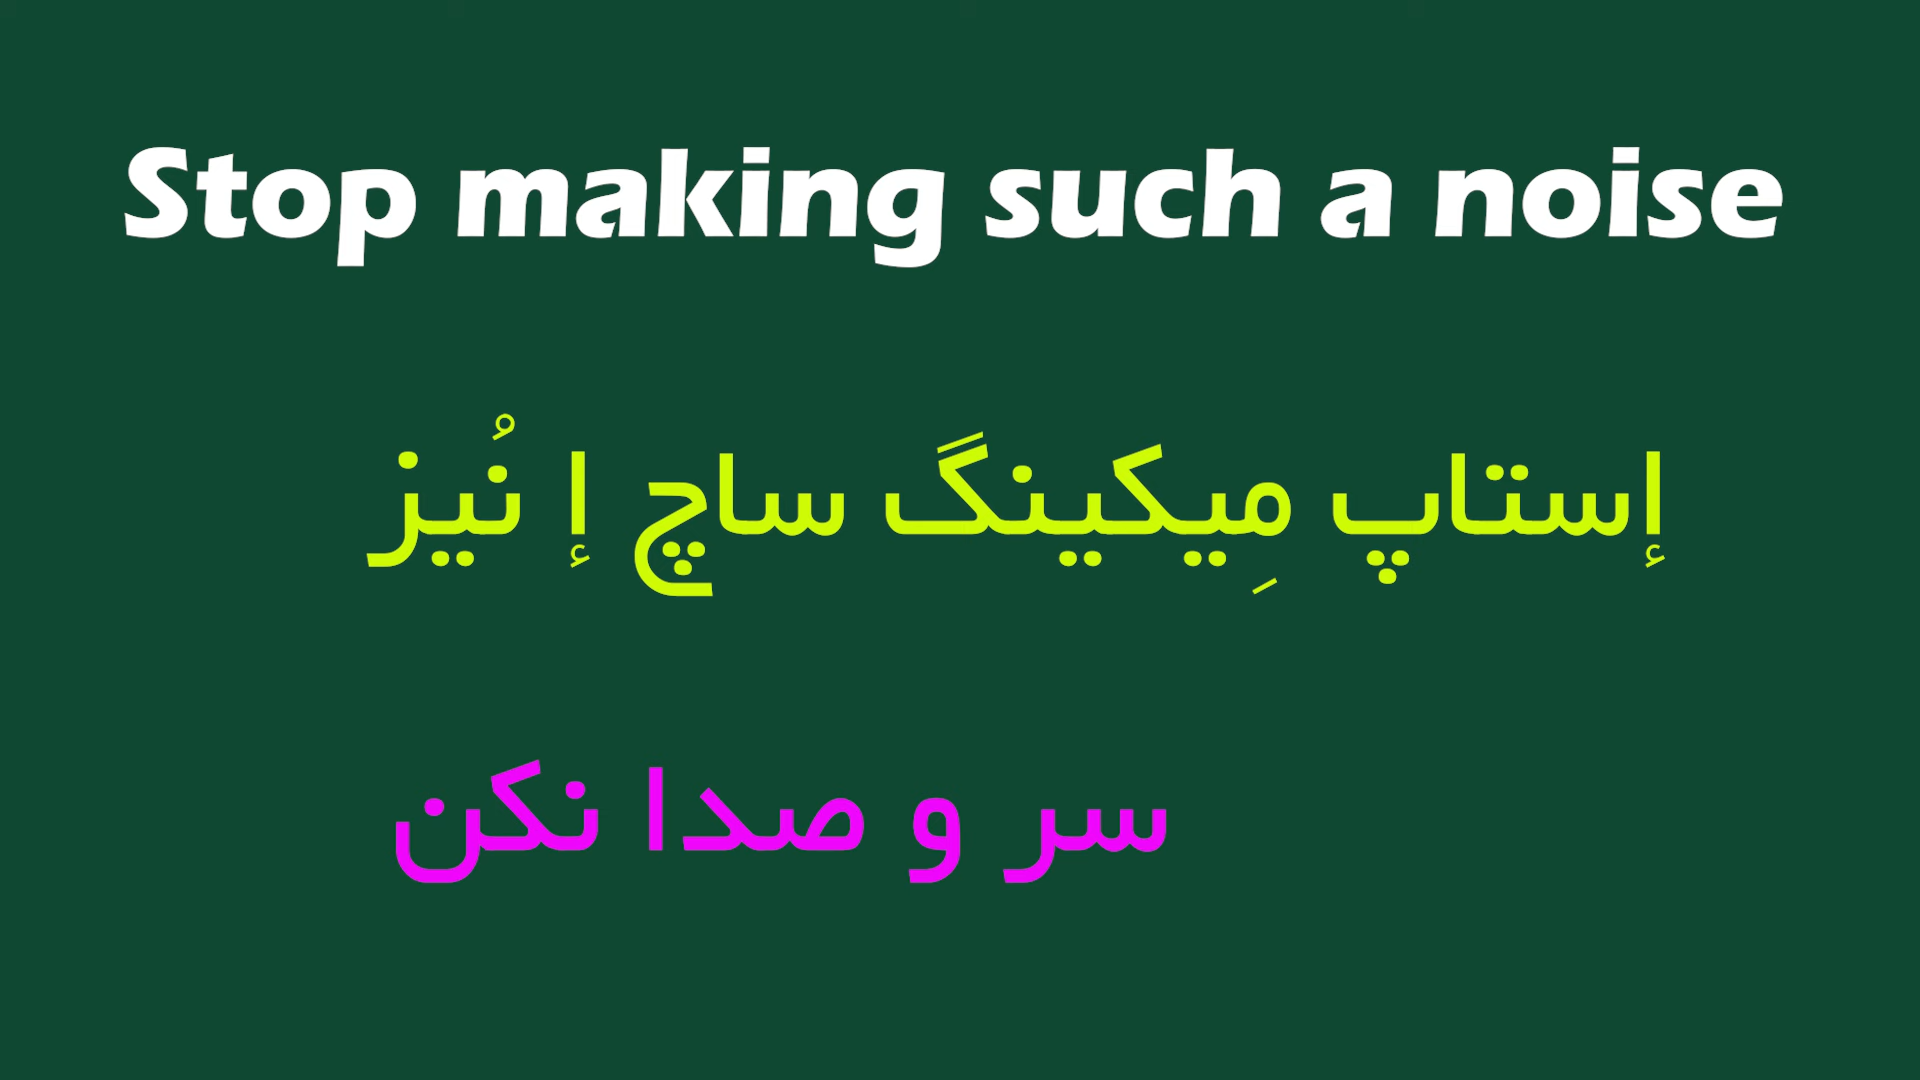 Stop making such a noise
إستاپ مِیکینگ ساچ إ نُیز
سر و صدا نکن